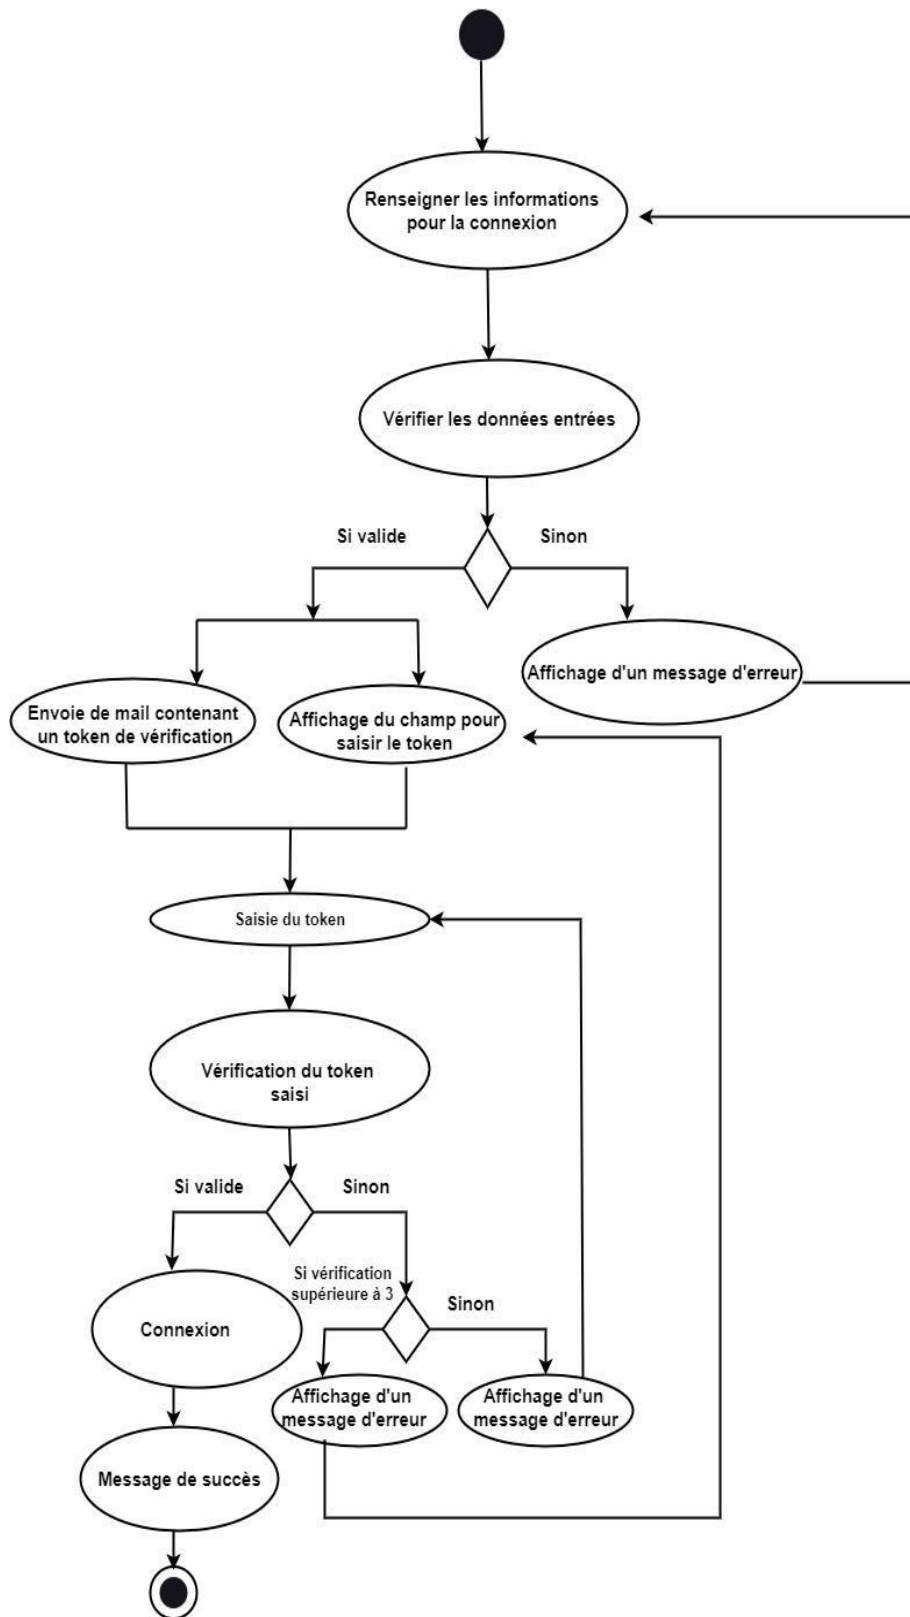 Renseigner les informations
pour la connexion
Vérifier les données entrées
Si valide
Sinon
Affichage d'un message d'erreur
Envoie de mail contenant
un token de vérification
Affichage du champ pour
saisir le token
Saisie du token
Vérification du token
saisi
Si valide
Sinon
Si vérification
supérieure à 3
Sinon
Connexion
Affichage d'un
message d'erreur
Affichage d'un
message d'erreur
Message de succès